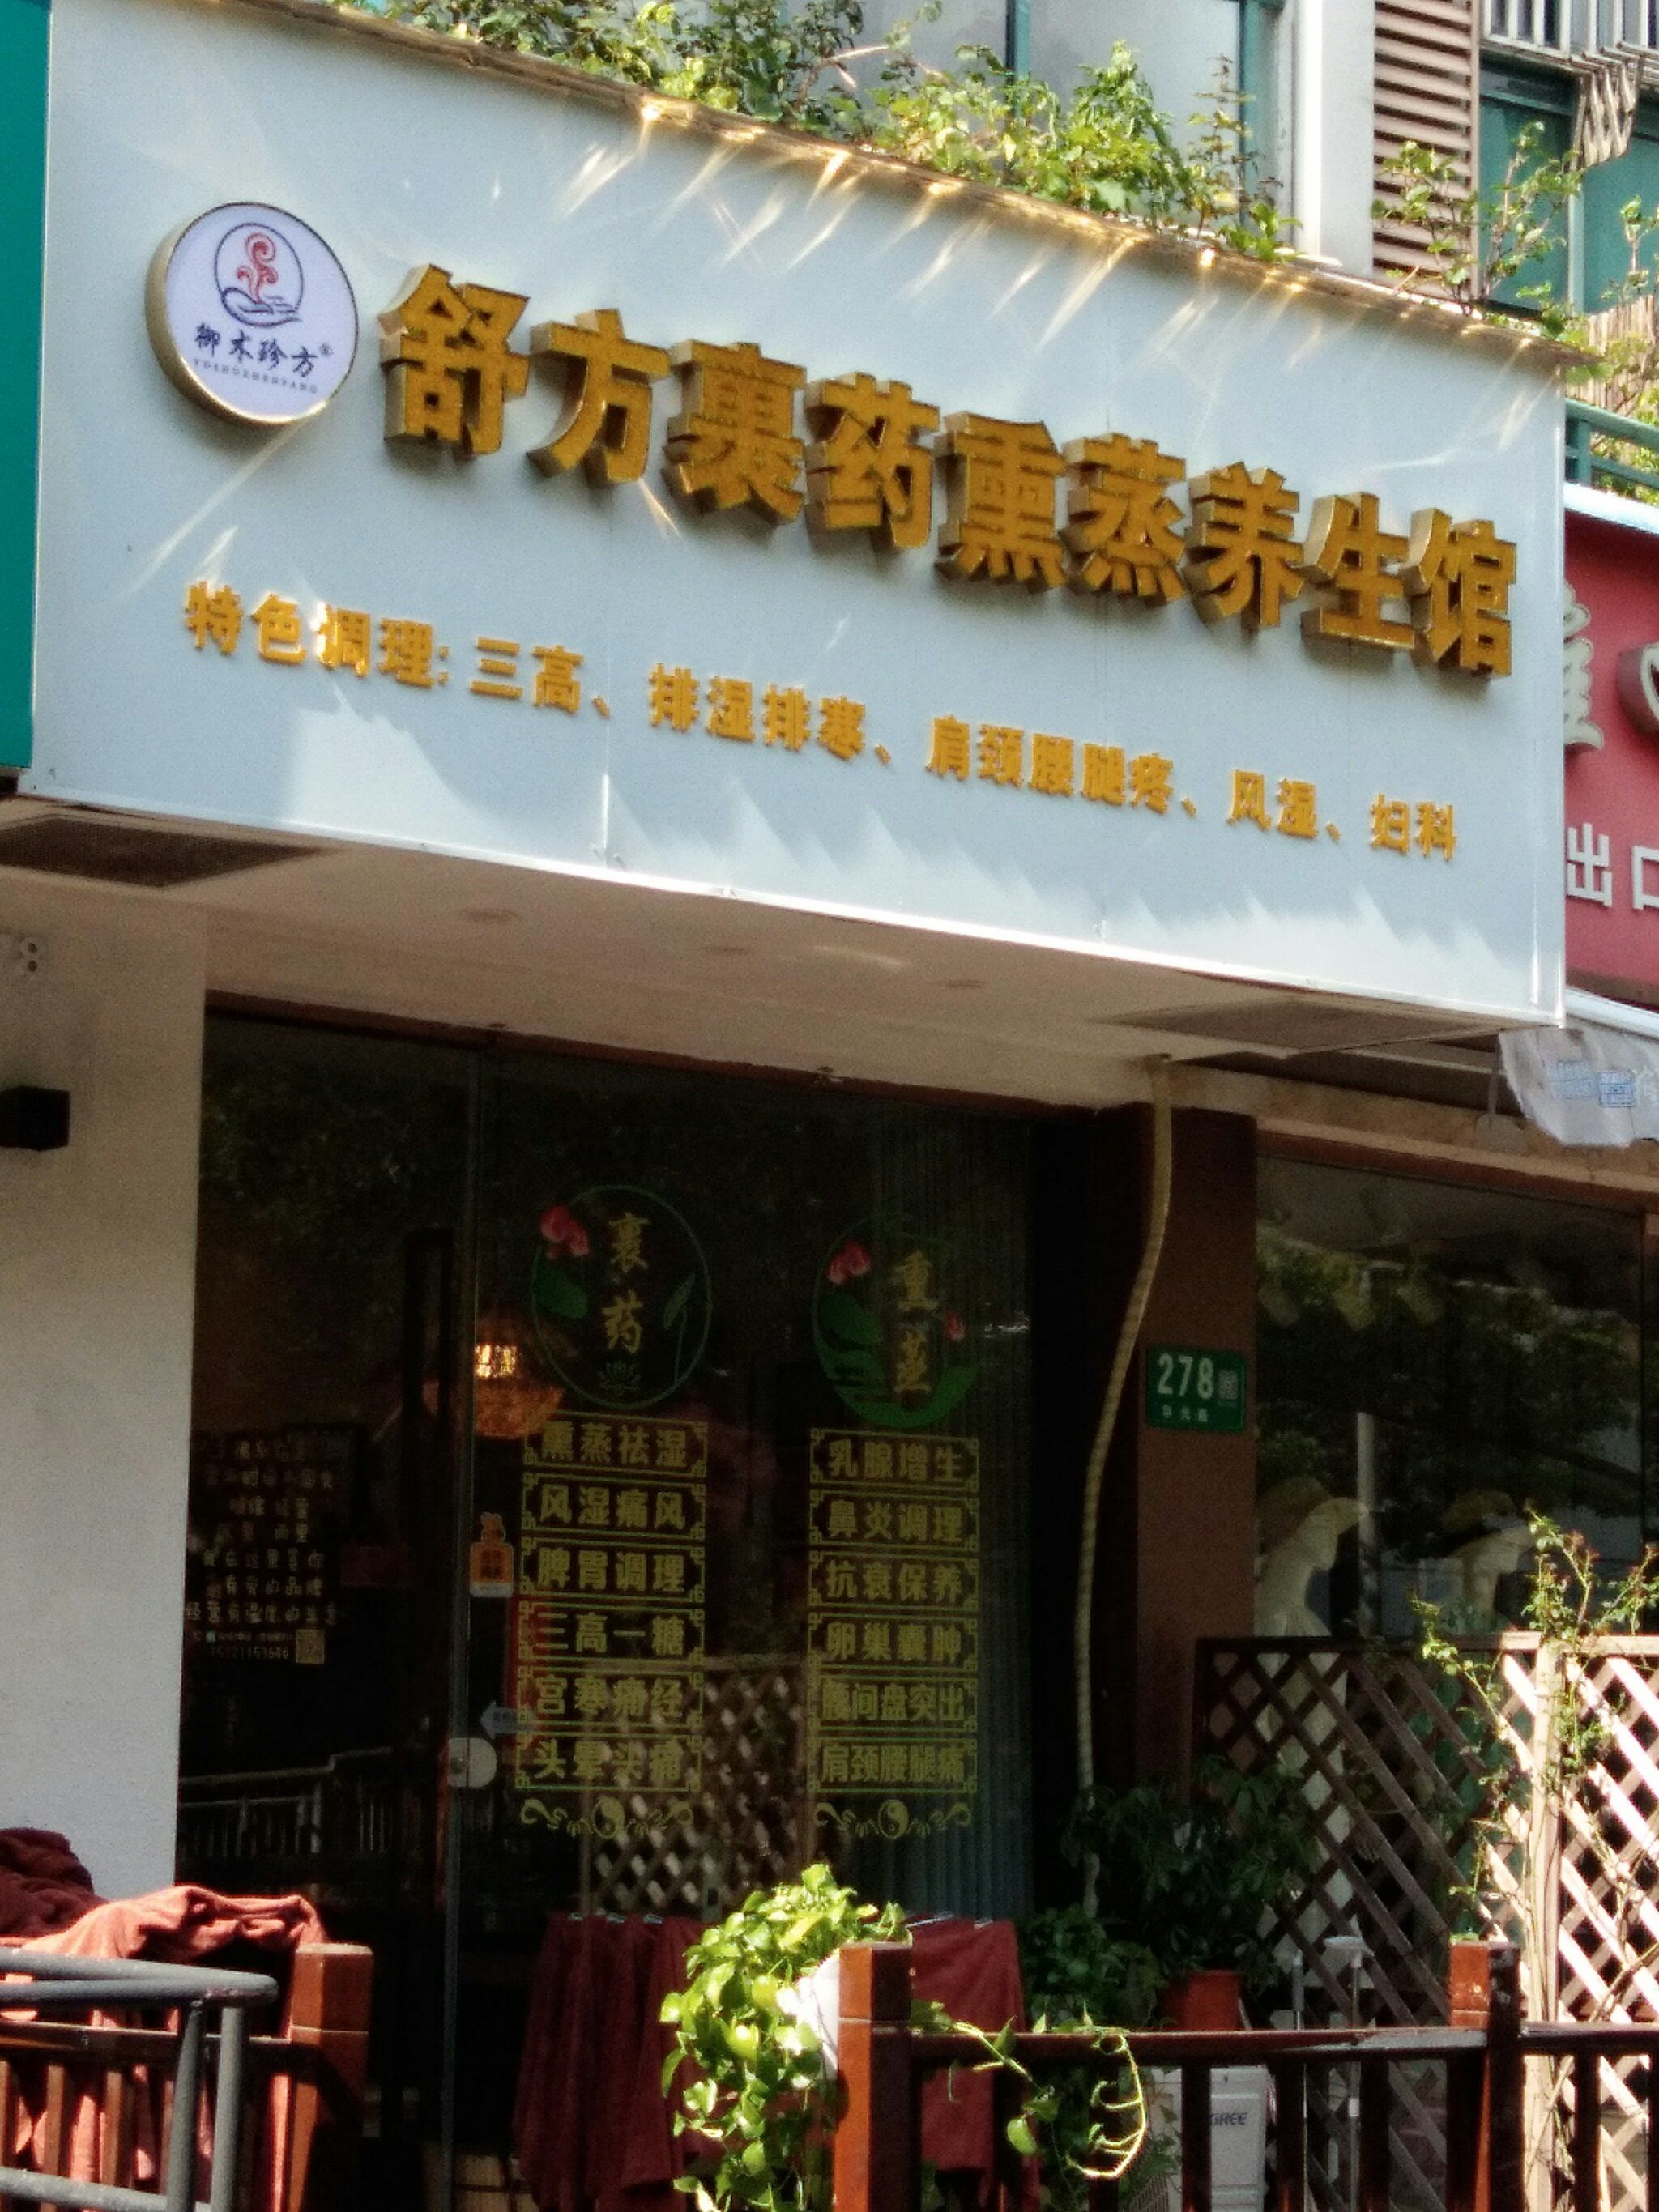 御木珍方
舒方裹药熏蒸养生馆
特色调理:三高、排湿排寒、肩颈腰腿疼、风湿、妇科
出口
裹药
熏蒸祛湿
风湿痛风
脾胃调理
三高一糖
宫寒痛经
头晕头痛
熏蒸
乳腺增生
鼻炎调理
抗衰保养
卵巢囊肿
腰间盘突出
肩颈腰腿痛
278
GREE